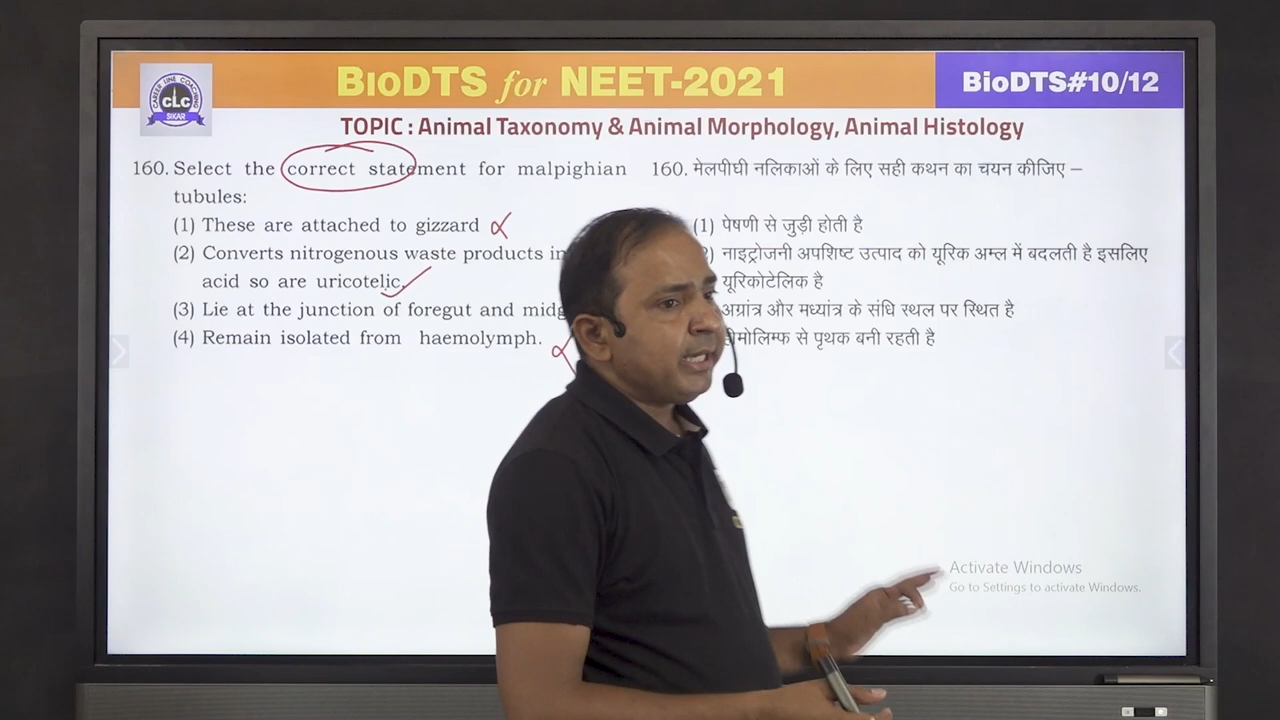 BIODTS for NEET-2021
BioDTS#10/12
CAREER LINE COACHING
CLC
SIKAR
TOPIC : Animal Taxonomy & Animal Morphology, Animal Histology
160. Select the correct statement for malpighian
tubules:
(1) These are attached to gizzard
(2) Converts nitrogenous waste products in
acid so are uricotelic.
(3) Lie at the junction of foregut and
(4) Remain isolated from haemolymph.
160. मेलपीघी नलिकाओं के लिए सही कथन का चयन कीजिए –
(1) पेषणी से जुड़ी होती है
नाइट्रोजनी अपशिष्ट उत्पाद को यूरिक अम्ल में बदलती है इसलिए
यूरिकोटेलिक है
अग्रांत्र और मध्यांत्र के संधि स्थल पर स्थित है
से पृथक बनी रहती है
Activate Windows
Go to Settings to activate Windows.